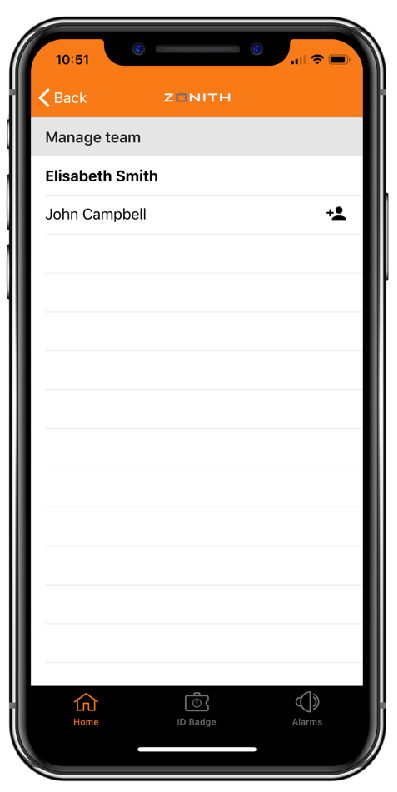 10:51
Back
ZONITH
Manage team
Elisabeth Smith
John Campbell
Home
ID Badge
Alarms